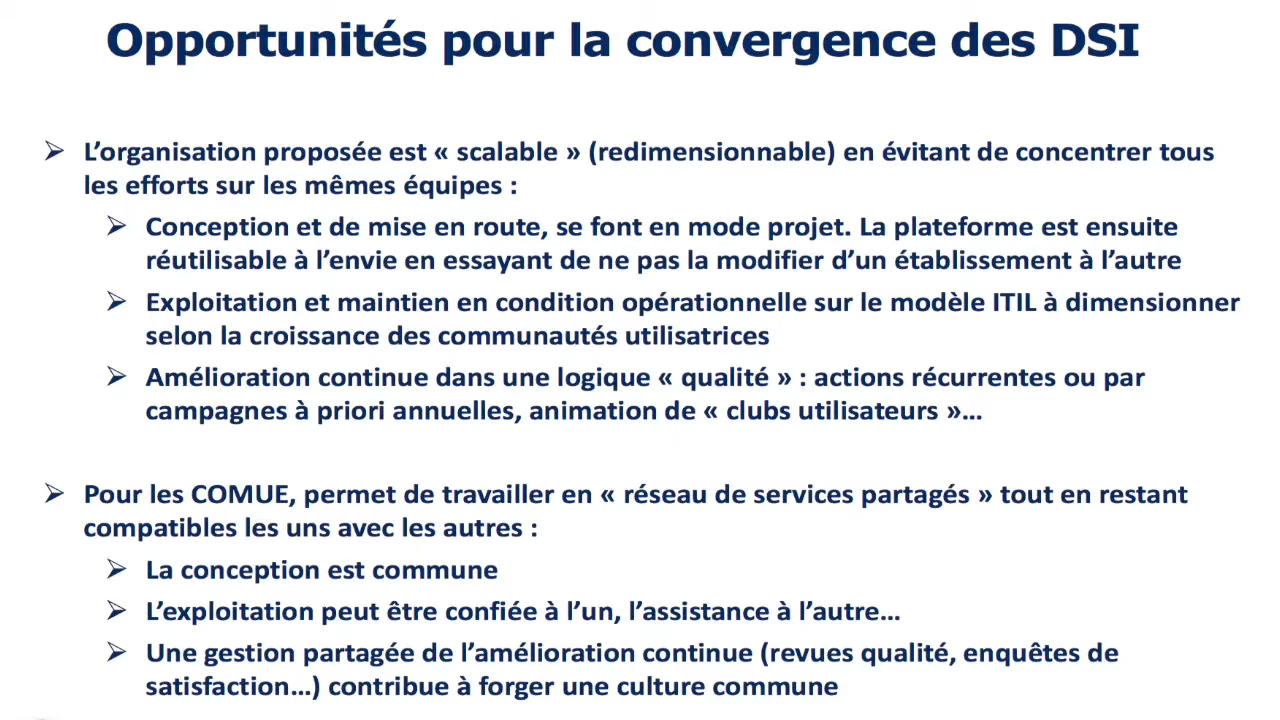 Opportunités pour la convergence des DSI
L’organisation proposée est « scalable » (redimensionnable) en évitant de concentrer tous
les efforts sur les mêmes équipes :
Conception et de mise en route, se font en mode projet. La plateforme est ensuite
réutilisable à l’envie en essayant de ne pas la modifier d’un établissement à l’autre
Exploitation et maintien en condition opérationnelle sur le modèle ITIL à dimensionner
selon la croissance des communautés utilisatrices
Amélioration continue dans une logique « qualité » : actions récurrentes ou par
campagnes à priori annuelles, animation de « clubs utilisateurs »…
Pour les COMUE, permet de travailler en « réseau de services partagés » tout en restant
compatibles les uns avec les autres :
La conception est commune
L’exploitation peut être confiée à l’un, l’assistance à l’autre…
Une gestion partagée de l’amélioration continue (revues qualité, enquêtes de
satisfaction…) contribue à forger une culture commune